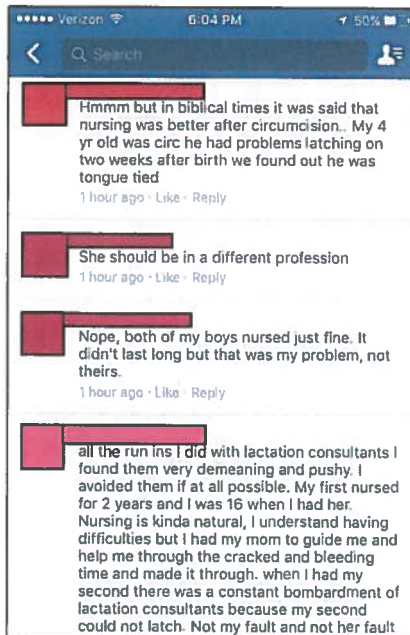 Verizon
6:04 PM
50%
Search
Hmmm but in biblical times it was said that
nursing was better after circumcision.. My 4
yr old was circ he had problems latching on
two weeks after birth we found out he was
tongue tied
1 hour ago · Like · Reply
She should be in a different profession
1 hour ago · Like · Reply
Nope, both of my boys nursed just fine. It
didn't last long but that was my problem, not
theirs.
1 hour ago · Like · Reply
all the run ins I did with lactation consultants I
found them very demeaning and pushy. I
avoided them if at all possible. My first nursed
for 2 years and I was 16 when I had her.
Nursing is kinda natural, I understand having
difficulties but I had my mom to guide me and
help me through the cracked and bleeding
time and made it through. when I had my
second there was a constant bombardment of
lactation consultants because my second
could not latch. Not my fault and not her fault